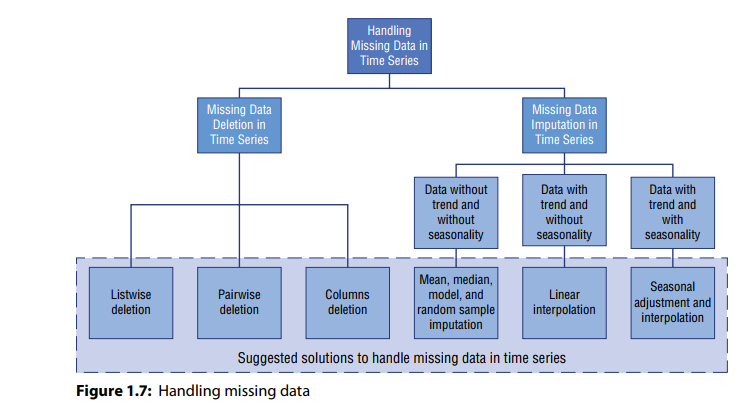 Handling
Missing Data in
Time Series
Missing Data
Deletion in
Time Series
Missing Data
Imputation in
Time Series
Data without
trend and
without
seasonality
Data with
trend and
without
seasonality
Data with
trend and
with
seasonality
Listwise
deletion
Pairwise
deletion
Columns
deletion
Mean, median,
model, and
random sample
imputation
Linear
interpolation
Seasonal
adjustment and
interpolation
Suggested solutions to handle missing data in time series
Figure 1.7: Handling missing data